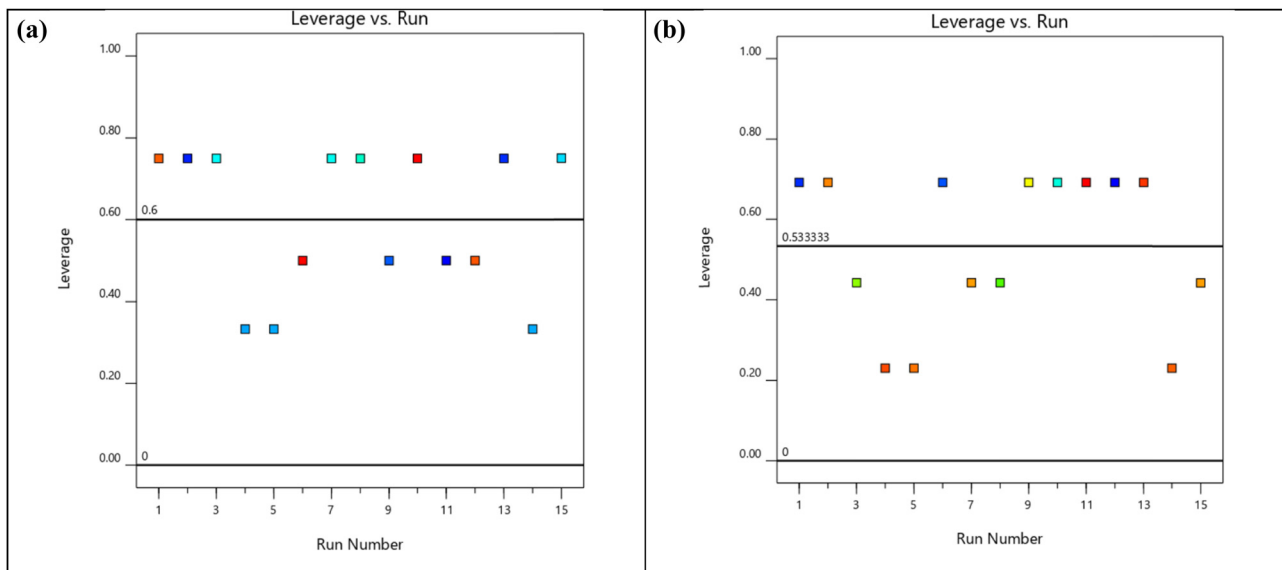 (a)
Leverage vs. Run
1.00
0.80
0.60
0.6
Leverage
0.40
0.20
0.00
0
1 3 5 7 9 11 13 15
Run Number
(b)
Leverage vs. Run
1.00
0.80
0.60
0.533333
Leverage
0.40
0.20
0.00
0
1 3 5 7 9 11 13 15
Run Number